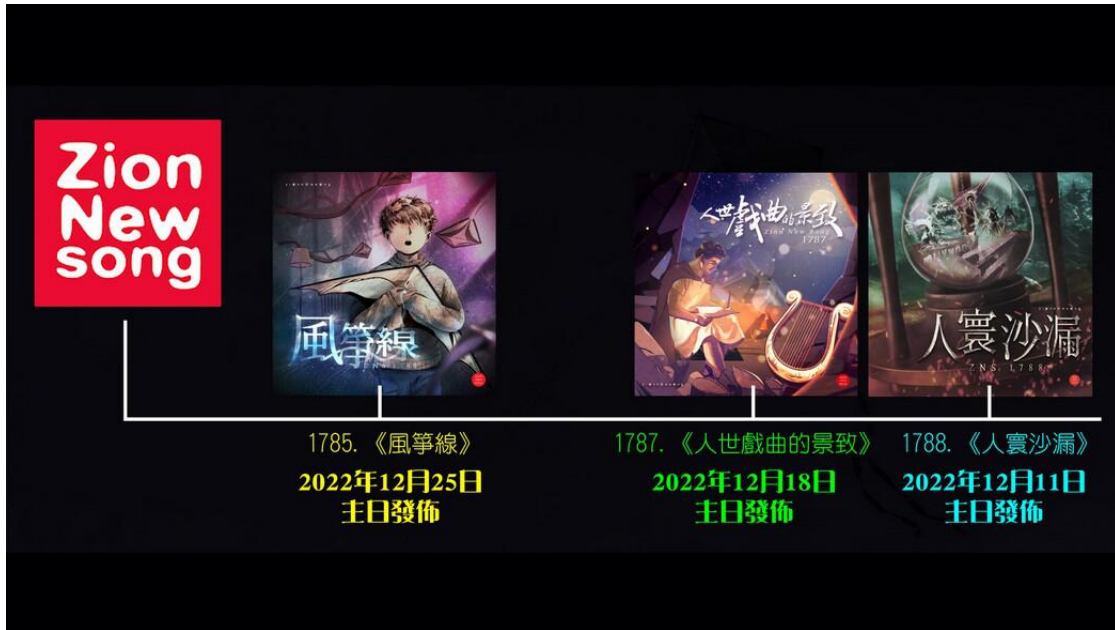 Zion
New
song
風箏線
人世戲曲的景致
Zion New Song
1787
人寰沙漏
ZNS 1788
1785. 《風箏線》
2022年12月25日
主日發佈
1787. 《人世戲曲的景致》
2022年12月18日
主日發佈
1788. 《人寰沙漏》
2022年12月11日
主日發佈